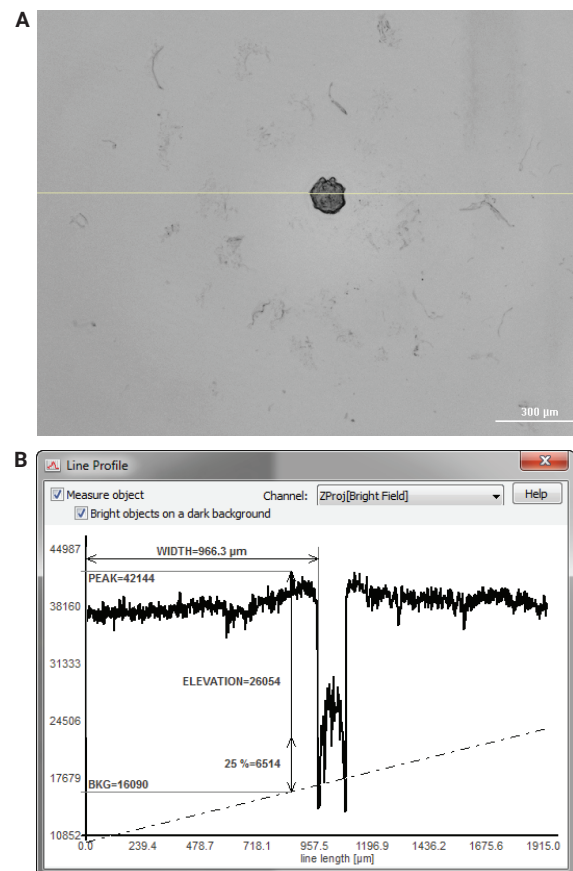 A
300 µm
B
Line Profile
Measure object
Channel:
ZProj[Bright Field]
Help
Bright objects on a dark background
44987
WIDTH=966.3 µm
PEAK=42144
38160
31333
ELEVATION=26054
24506
25 %=6514
17679
BKG=16090
10852
0.0 239.4 478.7 718.1 957.5 1196.9 1436.2 1675.6 1915.0
line length [µm]